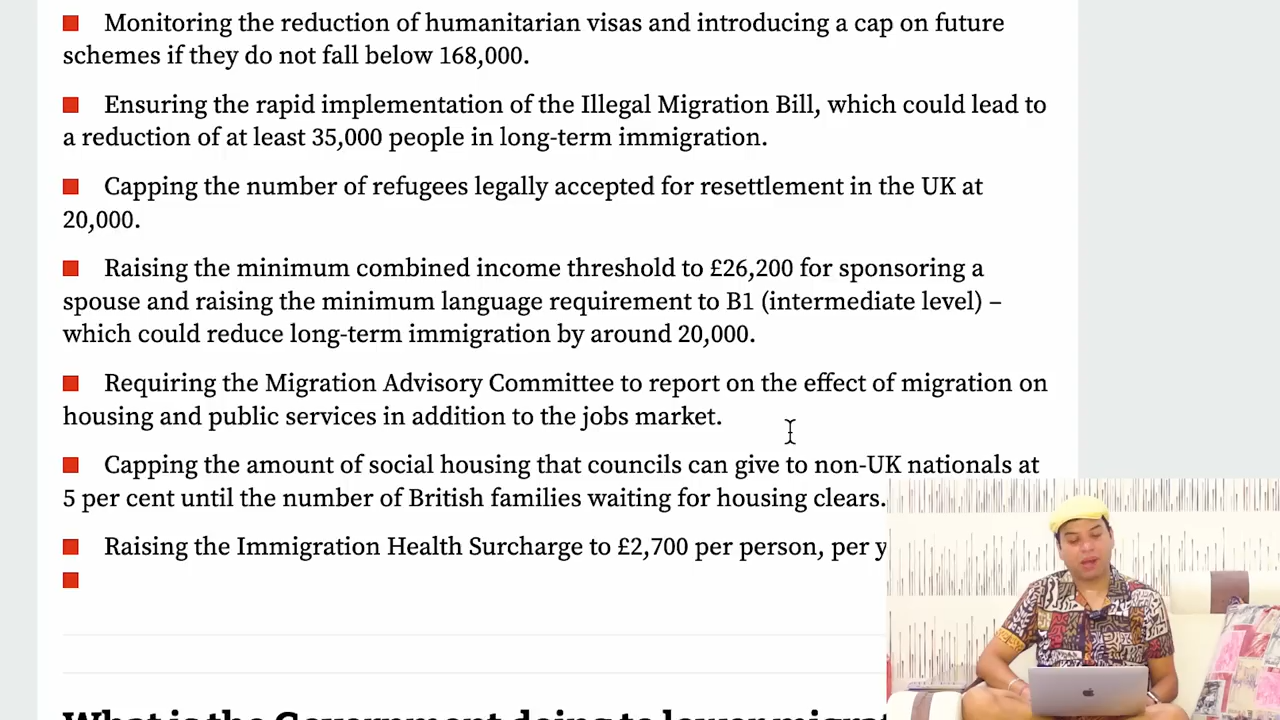 Monitoring the reduction of humanitarian visas and introducing a cap on future
schemes if they do not fall below 168,000.
Ensuring the rapid implementation of the Illegal Migration Bill, which could lead to
a reduction of at least 35,000 people in long-term immigration.
Capping the number of refugees legally accepted for resettlement in the UK at
20,000.
Raising the minimum combined income threshold to £26,200 for sponsoring a
spouse and raising the minimum language requirement to B1 (intermediate level) –
which could reduce long-term immigration by around 20,000.
Requiring the Migration Advisory Committee to report on the effect of migration on
housing and public services in addition to the jobs market.
Capping the amount of social housing that councils can give to non-UK nationals at
5 per cent until the number of British families waiting for housing clears.
Raising the Immigration Health Surcharge to £2,700 per person, per y
What is the Government doing to lower migrat